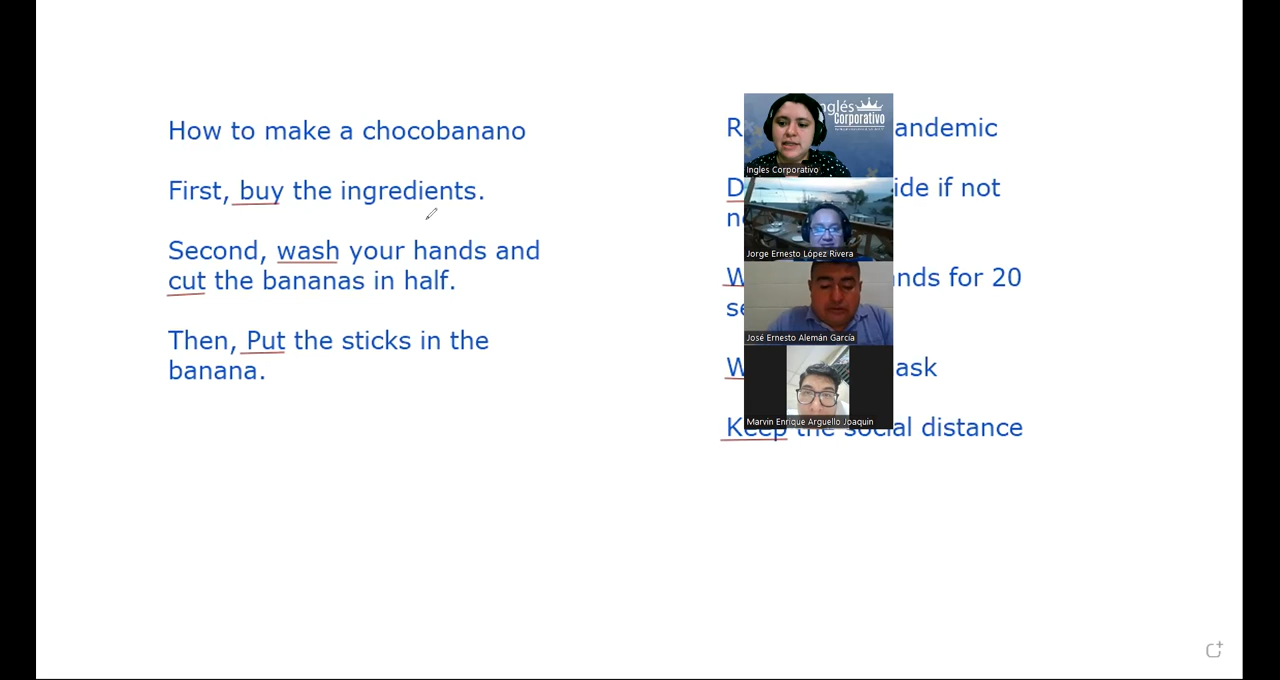 How to make a chocobanano
First, buy the ingredients.
Second, wash your hands and
cut the bananas in half.
Then, Put the sticks in the
banana.
ide if not
nds for 20
ask
Keep the social distance
Inglés
Corporativo
Ingles Corporativo
Jorge Ernesto López Rivera
José Ernesto Alemán García
Marvin Enrique Arguello Joaquin